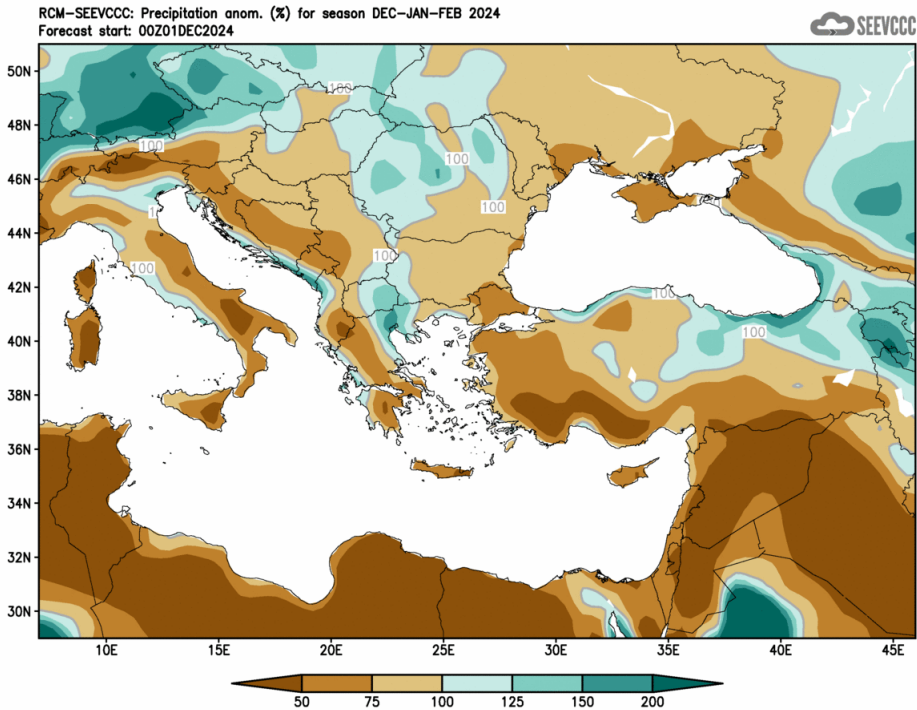 RCM-SEEVCCC: Precipitation anom. (%) for season DEC-JAN-FEB 2024
Forecast start: 00Z01DEC2024
SEEVCCC
50N
100
48N
100
100
46N
100
1
44N
100
100
42N
100
100
40N
38N
36N
34N
32N
30N
10E 15E 20E 25E 30E 35E 40E 45E
50 75 100 125 150 200